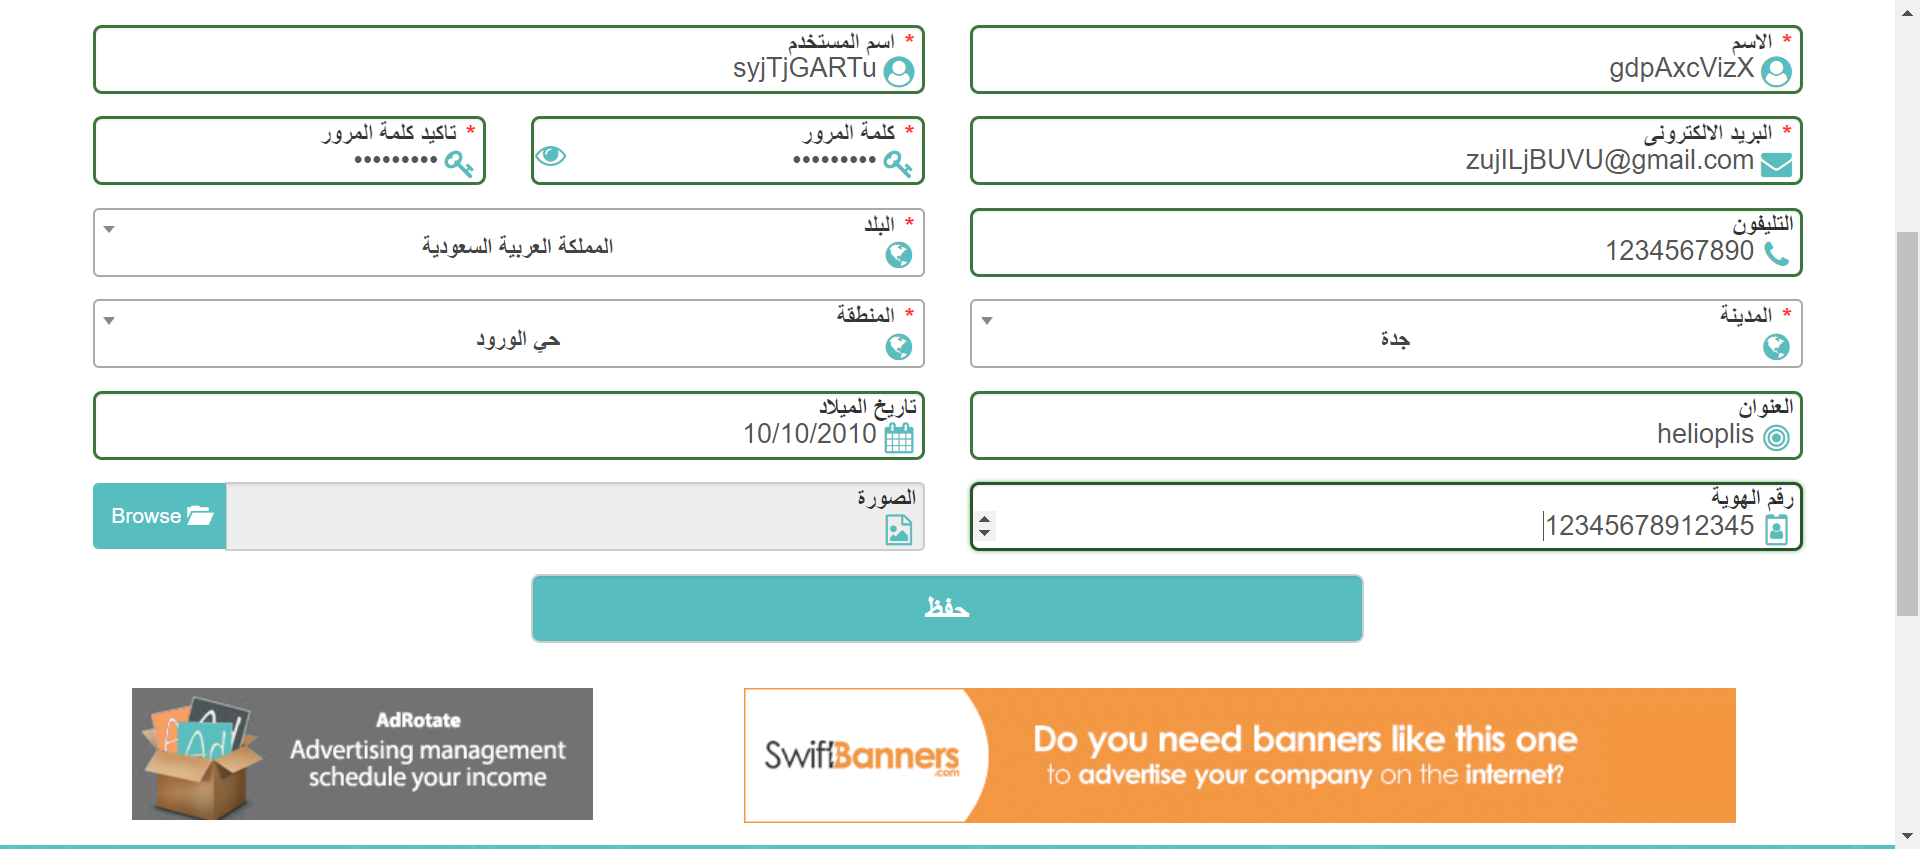 * الاسم
gdpAxcVizX
* اسم المستخدم
syjTjGARTu
* البريد الالكترونى
zujILjBUVU@gmail.com
* كلمة المرور
•••••••••
* تاكيد كلمة المرور
•••••••••
التليفون
1234567890
* البلد
المملكة العربية السعودية
* المدينة
جدة
* المنطقة
حي الورود
العنوان
helioplis
تاريخ الميلاد
10/10/2010
رقم الهوية
12345678912345
الصورة
Browse
حفظ
AdRotate
Advertising management
schedule your income
SwiftBanners
.com
Do you need banners like this one
to advertise your company on the internet?